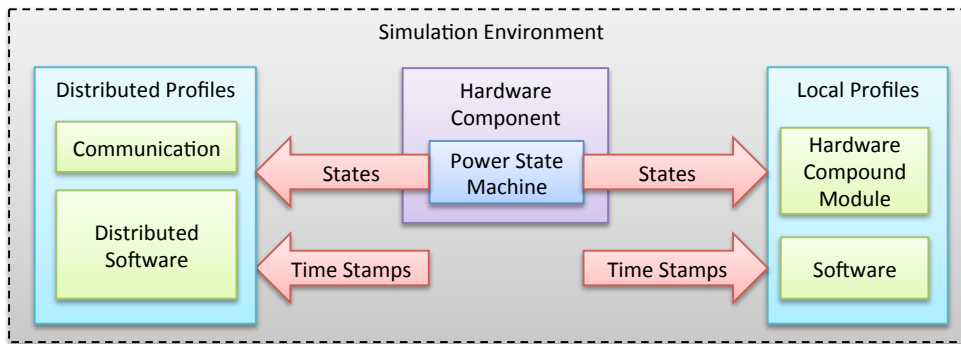 Simulation Environment
Distributed Profiles
Communication
Distributed
Software
Hardware
Component
Power State
Machine
States
States
Time Stamps
Time Stamps
Local Profiles
Hardware
Compound
Module
Software